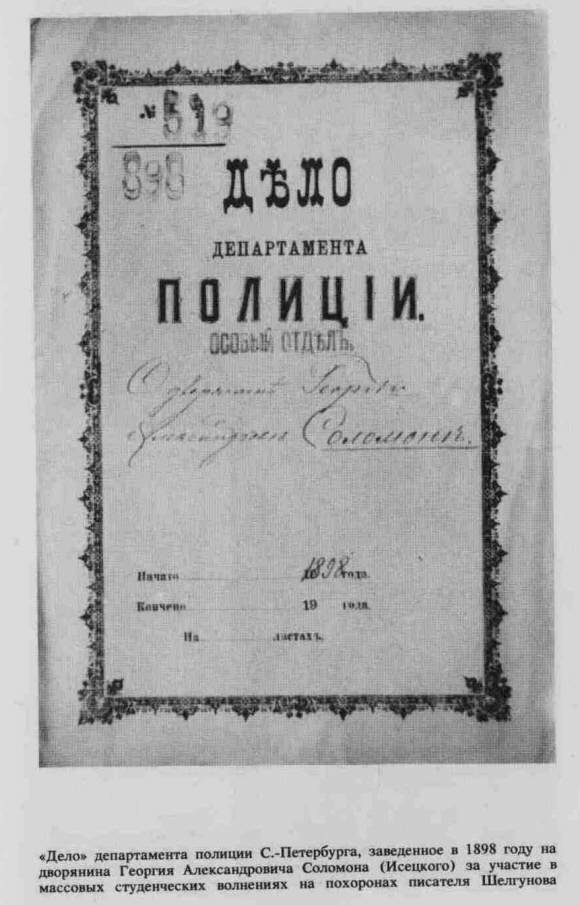 № 519
898
ДѢЛО
ДЕПАРТАМЕНТА
ПОЛИЦІИ.
ОСОБЫЙ ОТДѢЛЪ.
О дворянинѣ Георгіи
Александровѣ Соломонѣ.
Начато 1898 года.
Кончено 19 года.
На листахъ.
«Дело» департамента полиции С.-Петербурга, заведенное в 1898 году на
дворянина Георгия Александровича Соломона (Исецкого) за участие в
массовых студенческих волнениях на похоронах писателя Шелгунова